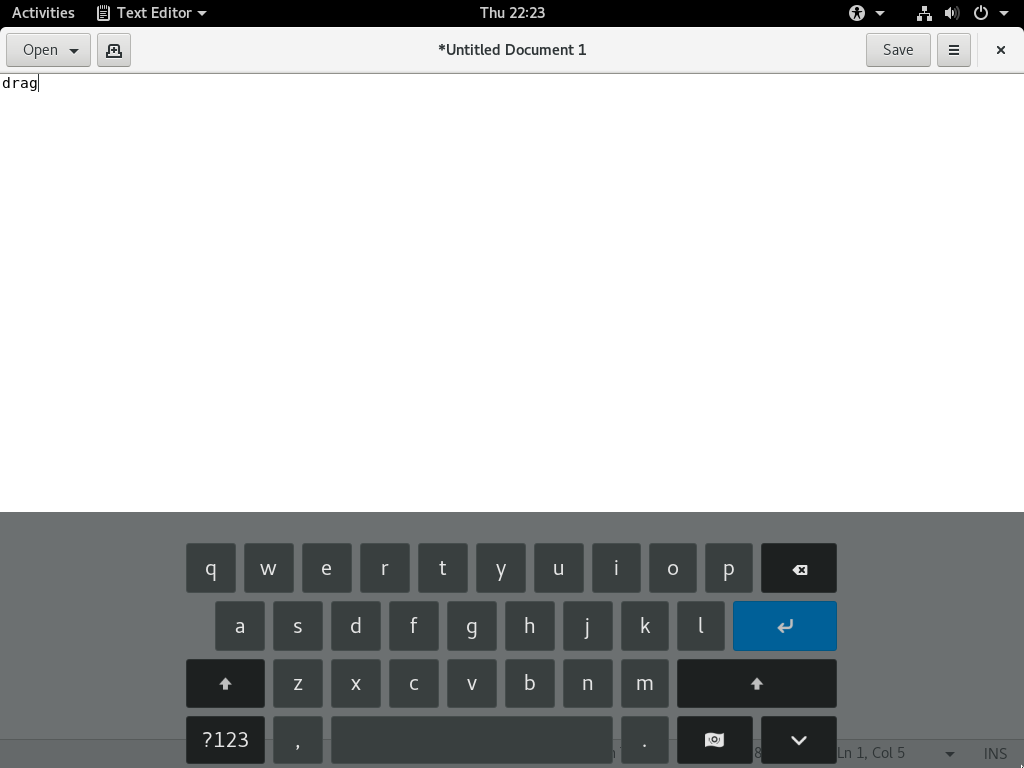 Activities Text Editor Thu 22:23
Open *Untitled Document 1 Save
drag
q w e r t y u i o p
a s d f g h j k l
z x c v b n m
?123 , .
Ln 1, Col 5 INS